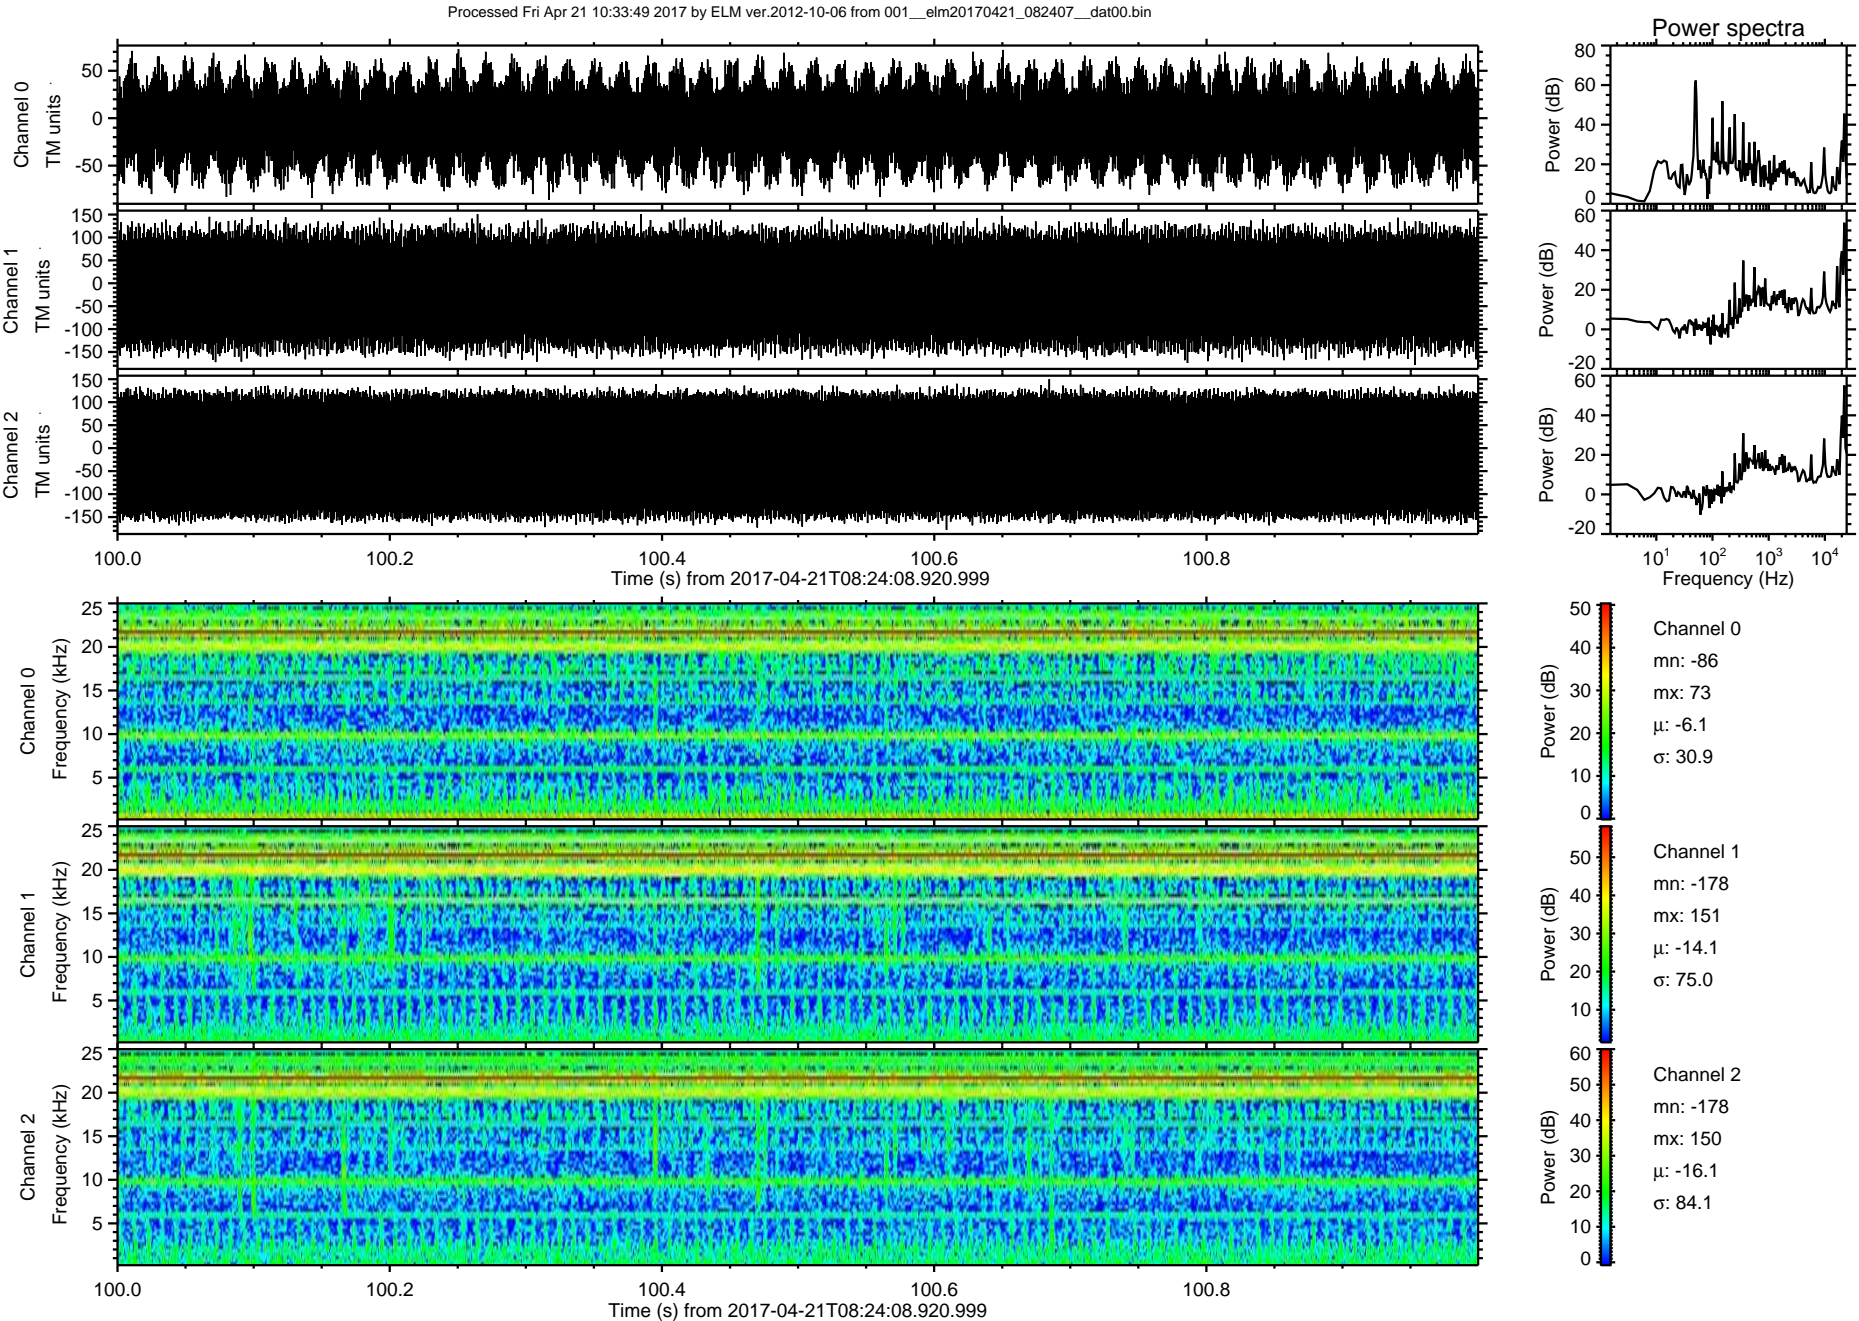 Processed Fri Apr 21 10:33:49 2017 by ELM ver.2012-10-06 from 001__elm20170421_082407__dat00.bin
Power spectra
Channel 0
TM units
50
0
-50
Power (dB)
80
60
40
20
0
Channel 1
TM units
150
100
50
0
-50
-100
-150
Power (dB)
60
40
20
0
-20
Channel 2
TM units
150
100
50
0
-50
-100
-150
Power (dB)
60
40
20
0
-20
100.0 100.2 100.4 100.6 100.8
Time (s) from 2017-04-21T08:24:08.920.999
10^1 10^2 10^3 10^4
Frequency (Hz)
Channel 0
Frequency (kHz)
25
20
15
10
5
Power (dB)
50
40
30
20
10
0
Channel 0
mn: -86
mx: 73
μ: -6.1
σ: 30.9
Channel 1
Frequency (kHz)
25
20
15
10
5
Power (dB)
50
40
30
20
10
Channel 1
mn: -178
mx: 151
μ: -14.1
σ: 75.0
Channel 2
Frequency (kHz)
25
20
15
10
5
Power (dB)
60
50
40
30
20
10
0
Channel 2
mn: -178
mx: 150
μ: -16.1
σ: 84.1
100.0 100.2 100.4 100.6 100.8
Time (s) from 2017-04-21T08:24:08.920.999